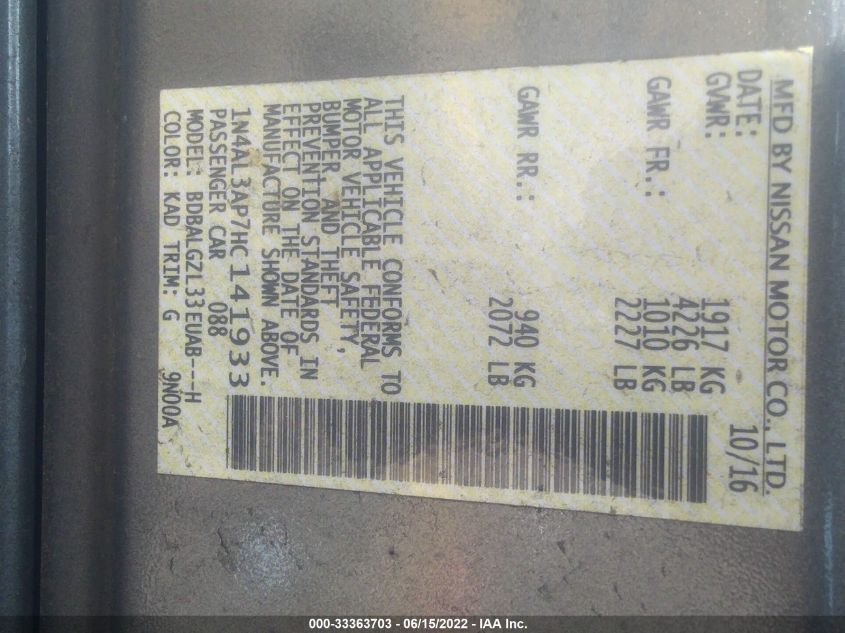 MFD BY NISSAN MOTOR CO., LTD.
DATE: 10/16
GVWR: 1917 KG
4226 LB
GAWR FR.: 1010 KG
2227 LB
GAWR RR.: 940 KG
2072 LB
THIS VEHICLE CONFORMS TO
ALL APPLICABLE FEDERAL
MOTOR VEHICLE SAFETY,
BUMPER, AND THEFT
PREVENTION STANDARDS IN
EFFECT ON THE DATE OF
MANUFACTURE SHOWN ABOVE.
1N4AL3AP7HC141933
PASSENGER CAR 088
MODEL: BDBALGZL33EUAB---H
COLOR: KAD TRIM: G 9N00A
000-33363703 - 06/15/2022 - IAA Inc.